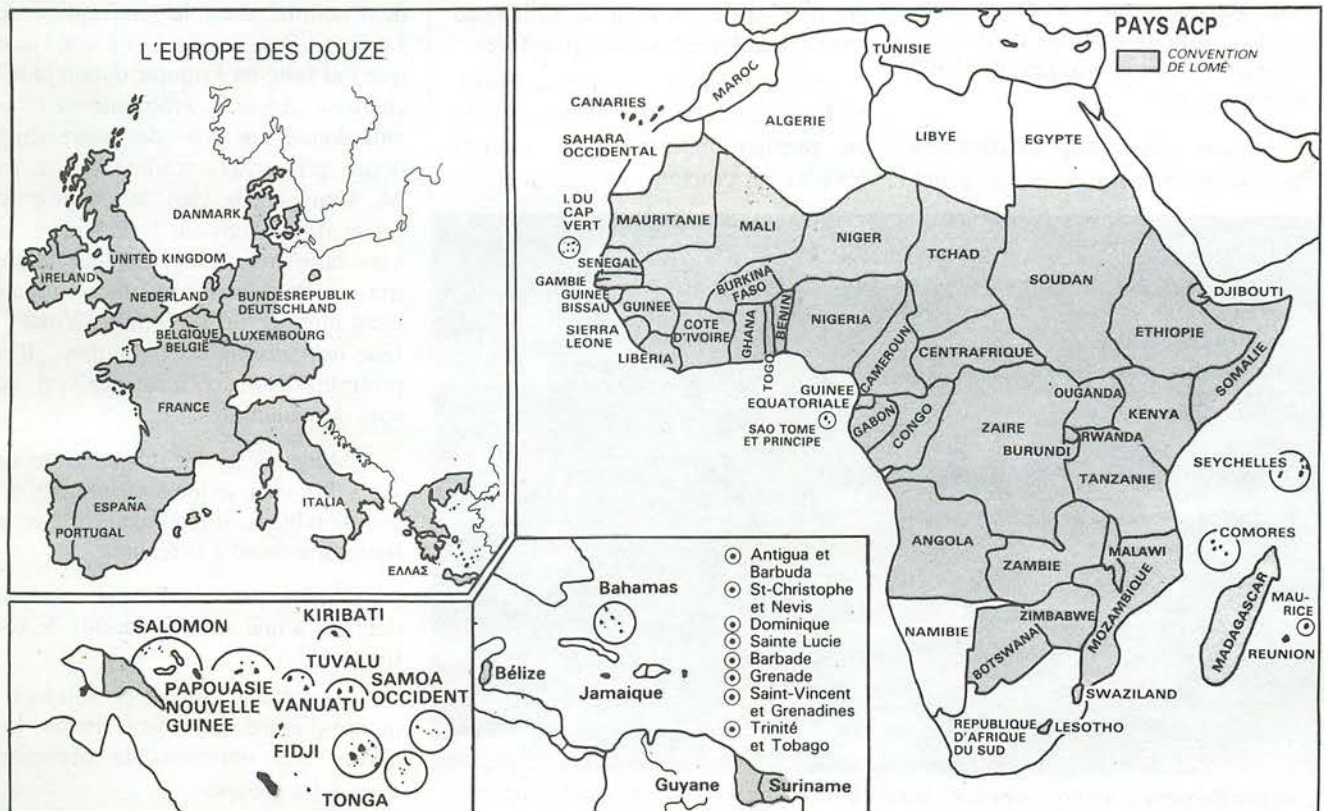 L'EUROPE DES DOUZE
DANMARK
UNITED KINGDOM
IRELAND
NEDERLAND
BUNDESREPUBLIK
DEUTSCHLAND
BELGIQUE
BELGIË
LUXEMBOURG
FRANCE
ESPAÑA
PORTUGAL
ITALIA
ΕΛΛΑΣ
PAYS ACP
CONVENTION
DE LOMÉ
TUNISIE
MAROC
CANARIES
ALGERIE
LIBYE
EGYPTE
SAHARA
OCCIDENTAL
I.DU
CAP
VERT
MAURITANIE
MALI
NIGER
TCHAD
SOUDAN
DJIBOUTI
SENEGAL
GAMBIE
GUINEE
BISSAU
GUINEE
BURKINA
FASO
SIERRA
LEONE
LIBERIA
COTE
D'IVOIRE
GHANA
TOGO
BENIN
NIGERIA
CAMEROUN
CENTRAFRIQUE
ETHIOPIE
SOMALIE
GUINEE
EQUATORIALE
SAO TOME
ET PRINCIPE
GABON
CONGO
ZAIRE
OUGANDA
KENYA
RWANDA
BURUNDI
TANZANIE
SEYCHELLES
COMORES
ANGOLA
ZAMBIE
MALAWI
MOZAMBIQUE
ZIMBABWE
NAMIBIE
BOTSWANA
MADAGASCAR
MAU-
RICE
REUNION
SWAZILAND
LESOTHO
REPUBLIQUE
D'AFRIQUE
DU SUD
KIRIBATI
SALOMON
TUVALU
SAMOA
OCCIDENT
PAPOUASIE
NOUVELLE
GUINEE
VANUATU
FIDJI
TONGA
Bahamas
Bélize
Jamaique
Guyane
Suriname
Antigua et
Barbuda
St-Christophe
et Nevis
Dominique
Sainte Lucie
Barbade
Grenade
Saint-Vincent
et Grenadines
Trinité
et Tobago